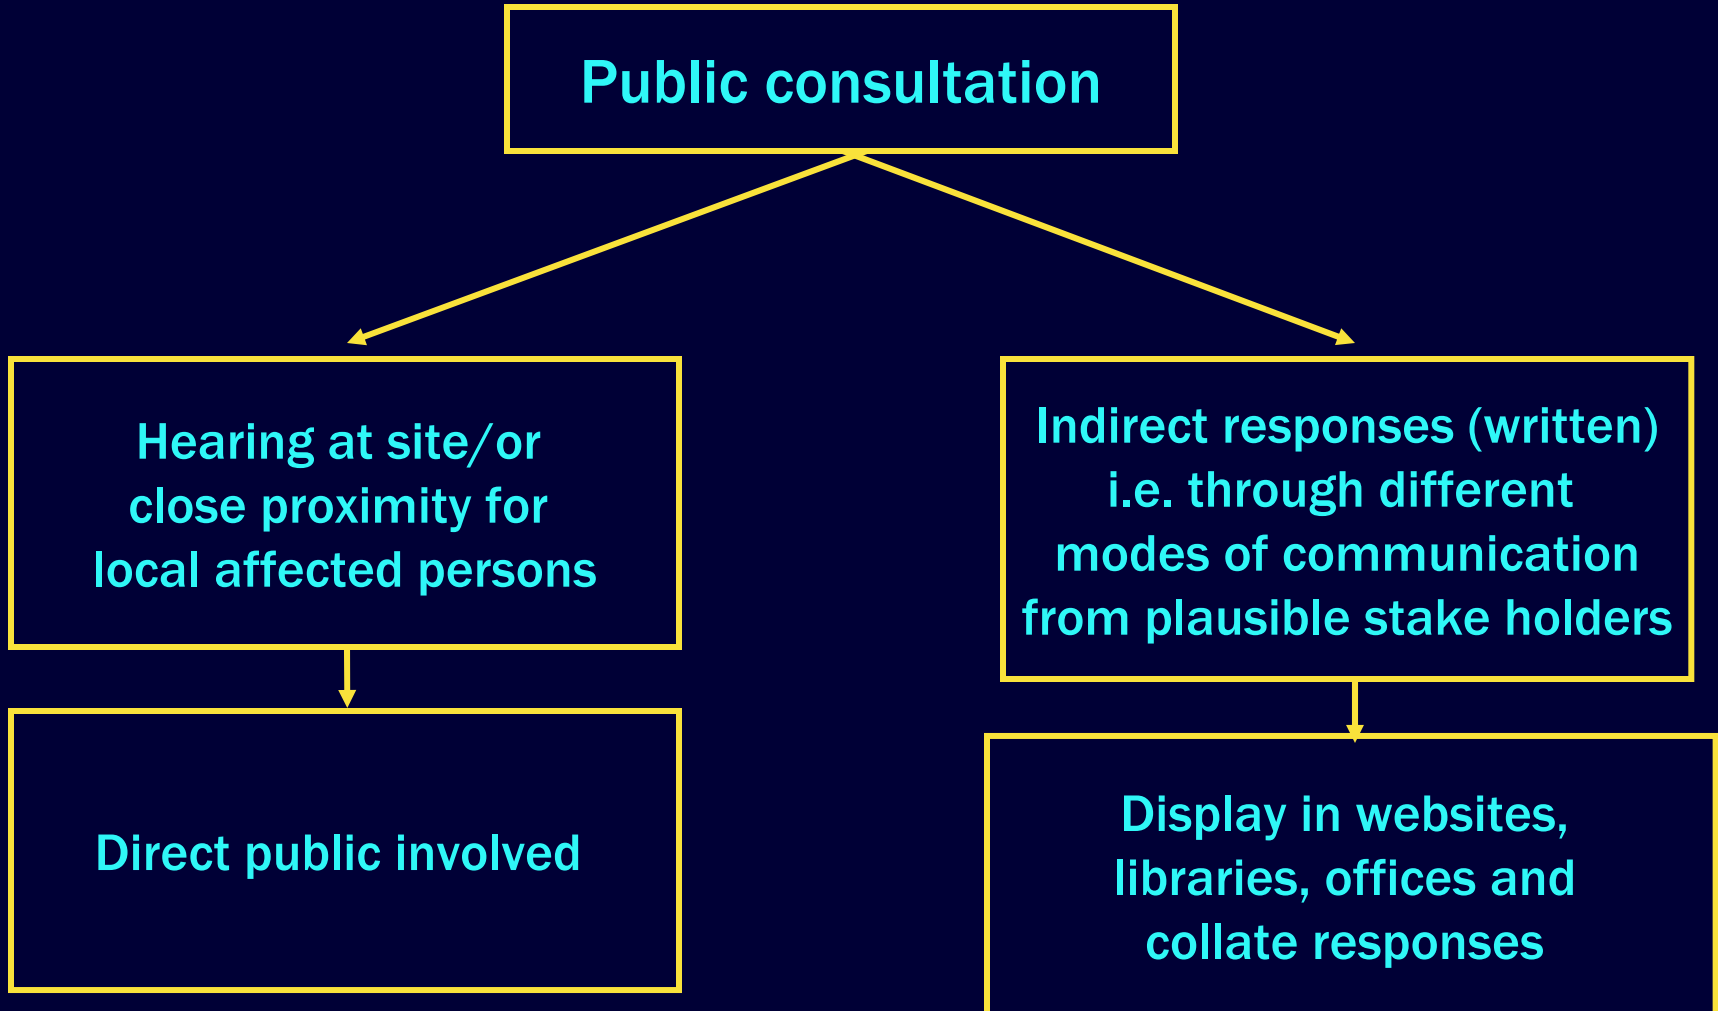 Public consultation
Hearing at site/or
close proximity for
local affected persons
Indirect responses (written)
i.e. through different
modes of communication
from plausible stake holders
Direct public involved
Display in websites,
libraries, offices and
collate responses